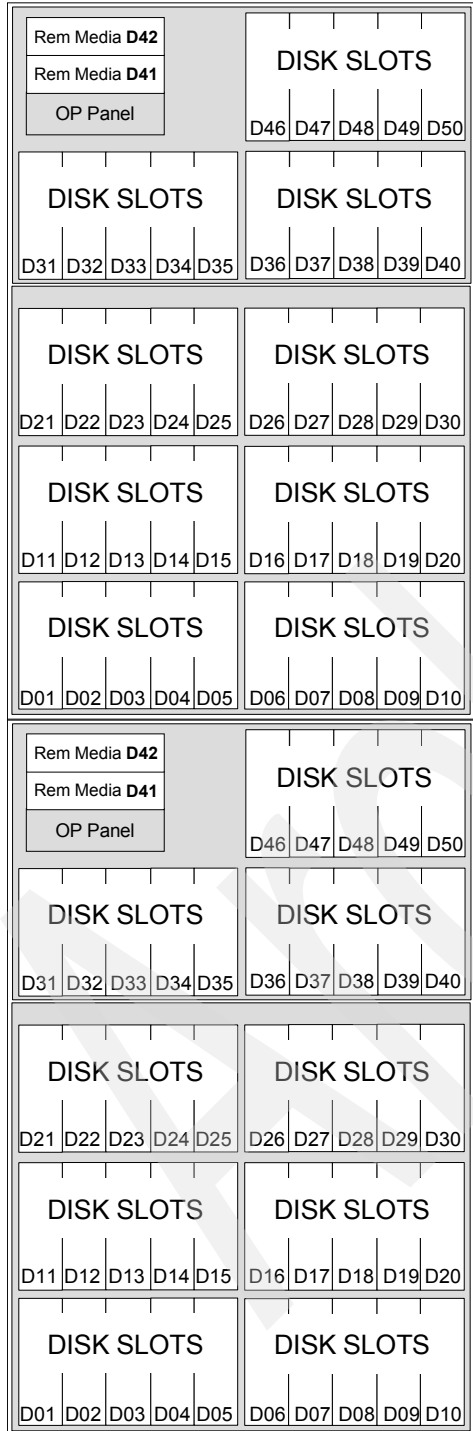 Rem Media D42
Rem Media D41
OP Panel
DISK SLOTS
D46 D47 D48 D49 D50
DISK SLOTS DISK SLOTS
D31 D32 D33 D34 D35 D36 D37 D38 D39 D40
DISK SLOTS DISK SLOTS
D21 D22 D23 D24 D25 D26 D27 D28 D29 D30
DISK SLOTS DISK SLOTS
D11 D12 D13 D14 D15 D16 D17 D18 D19 D20
DISK SLOTS DISK SLOTS
D01 D02 D03 D04 D05 D06 D07 D08 D09 D10
Rem Media D42
Rem Media D41
OP Panel
DISK SLOTS
D46 D47 D48 D49 D50
DISK SLOTS DISK SLOTS
D31 D32 D33 D34 D35 D36 D37 D38 D39 D40
DISK SLOTS DISK SLOTS
D21 D22 D23 D24 D25 D26 D27 D28 D29 D30
DISK SLOTS DISK SLOTS
D11 D12 D13 D14 D15 D16 D17 D18 D19 D20
DISK SLOTS DISK SLOTS
D01 D02 D03 D04 D05 D06 D07 D08 D09 D10